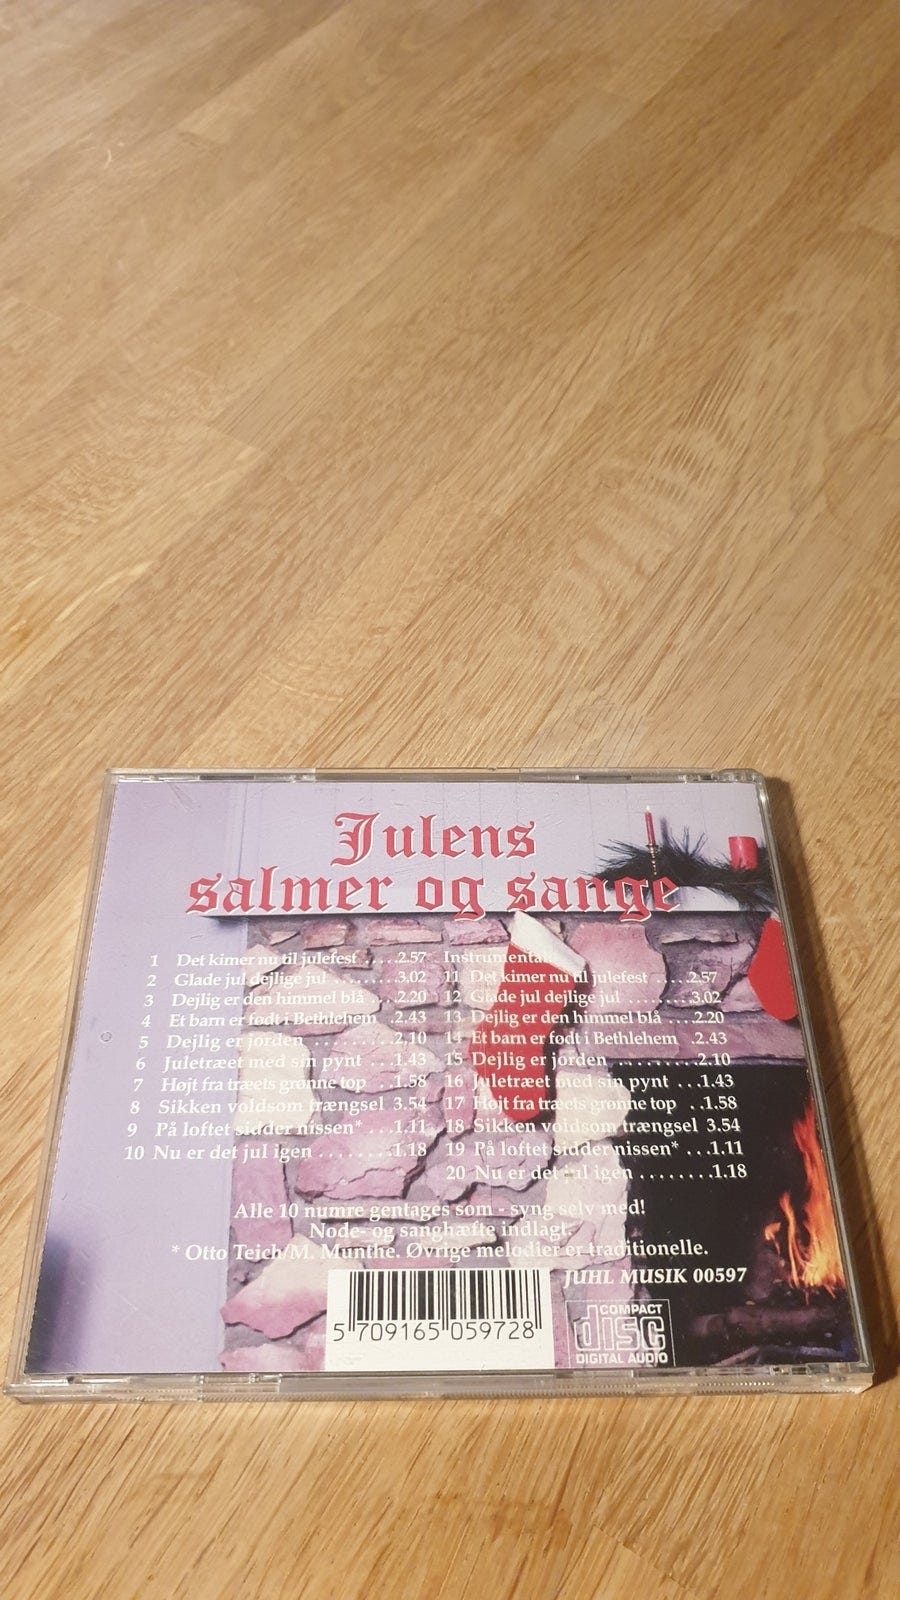 Julens
salmer og sange
1 Det kimer nu til julefest .....2.57
2 Glade jul dejlige jul .........3.02
3 Dejlig er den himmel blå ....2.20
4 Et barn er født i Bethlehem .2.43
5 Dejlig er jorden ..........2.10
6 Juletræet med sin pynt ...1.43
7 Højt fra træets grønne top ..1.58
8 Sikken voldsom trængsel 3.54
9 På loftet sidder nissen* ...1.11
10 Nu er det jul igen ........1.18
Instrumental:
11 Det kimer nu til julefest .....2.57
12 Glade jul dejlige jul .........3.02
13 Dejlig er den himmel blå ....2.20
14 Et barn er født i Bethlehem .2.43
15 Dejlig er jorden ..........2.10
16 Juletræet med sin pynt ...1.43
17 Højt fra træets grønne top ..1.58
18 Sikken voldsom trængsel 3.54
19 På loftet sidder nissen* ...1.11
20 Nu er det jul igen ........1.18
Alle 10 numre gentages som - syng selv med!
Node- og sanghæfte indlagt.
* Otto Teich/M. Munthe. Øvrige melodier er traditionelle.
JUHL MUSIK 00597
5 709165 059728
COMPACT
disc
DIGITAL AUDIO